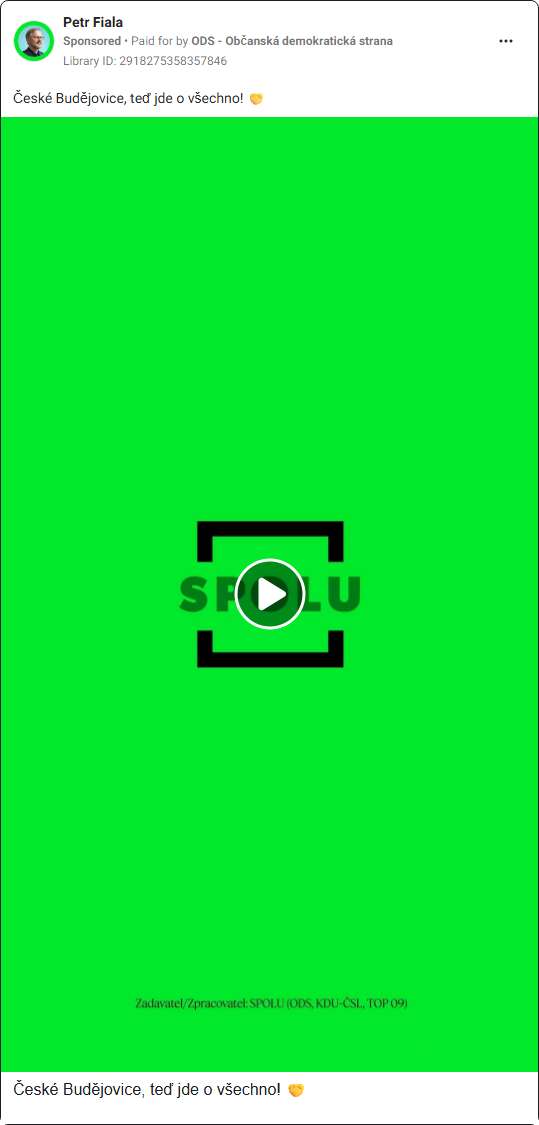 Petr Fiala
Sponsored • Paid for by ODS - Občanská demokratická strana
Library ID: 2918275358357846
České Budějovice, teď jde o všechno! 🤝
SPOLU
Zadavatel/Zpracovatel: SPOLU (ODS, KDU-ČSL, TOP 09)
České Budějovice, teď jde o všechno! 🤝